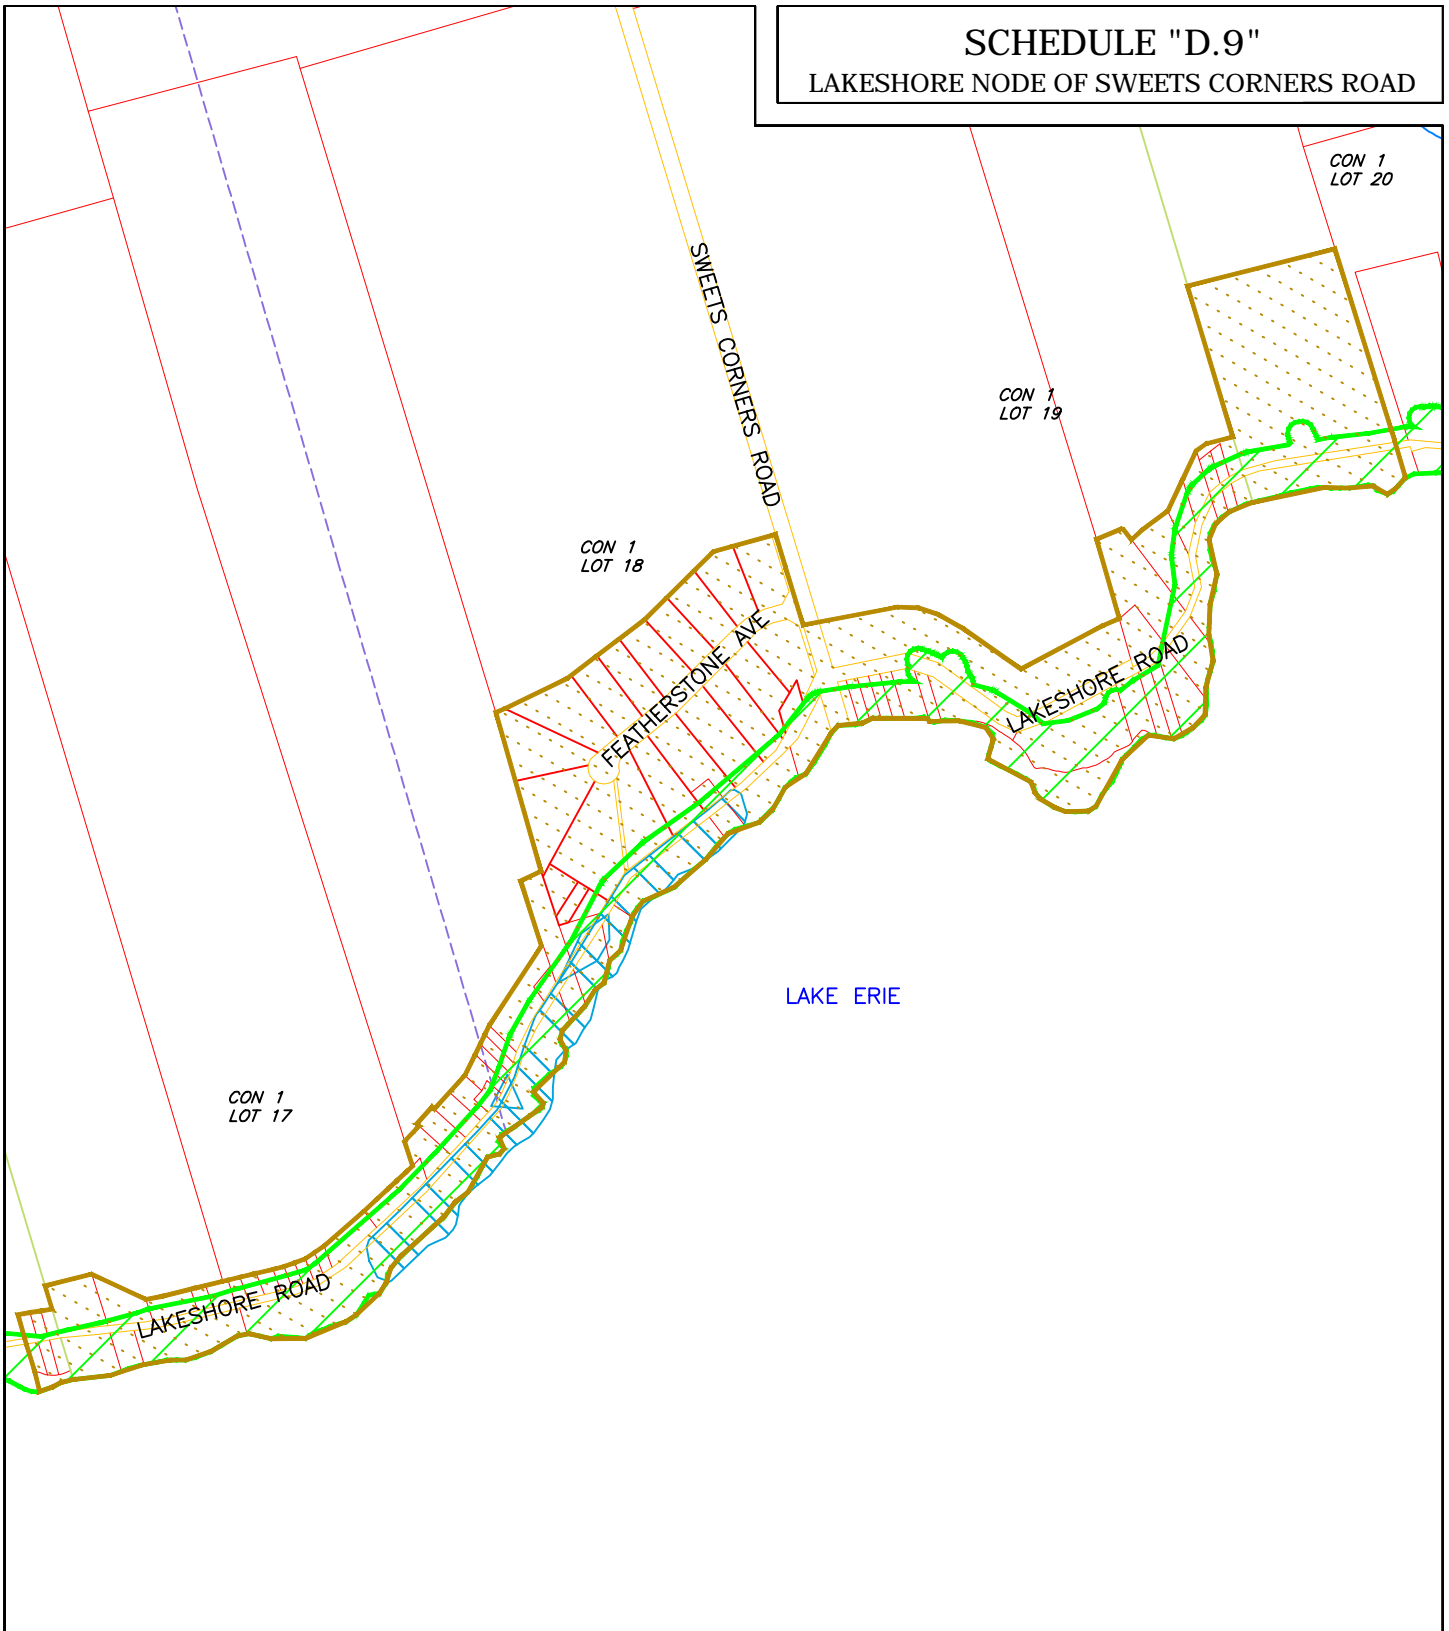 SCHEDULE "D.9"
LAKESHORE NODE OF SWEETS CORNERS ROAD
CON 1
LOT 20
SWEETS CORNERS ROAD
CON 1
LOT 19
CON 1
LOT 18
FEATHERSTONE AVE
LAKESHORE ROAD
LAKE ERIE
CON 1
LOT 17
LAKESHORE ROAD